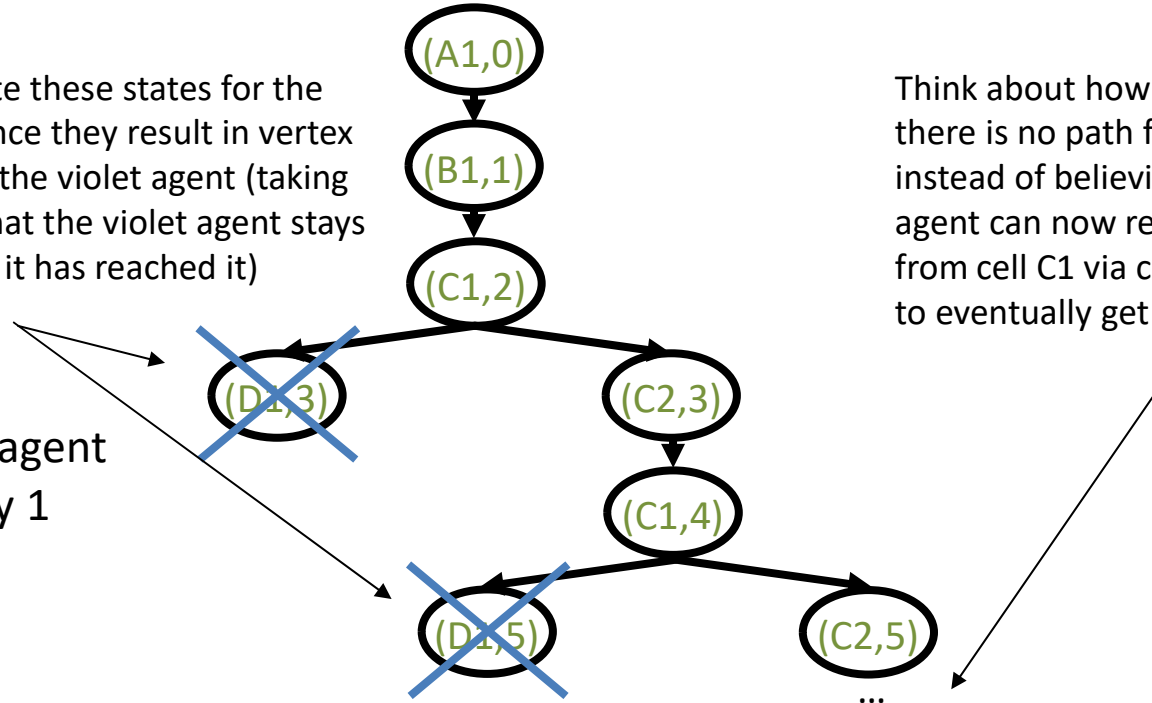 (A1,0)
te these states for the
nce they result in vertex
the violet agent (taking
hat the violet agent stays
it has reached it)
Think about how
there is no path f
instead of believi
agent can now re
from cell C1 via c
to eventually get
(B1,1)
(C1,2)
(D1,3)
(C2,3)
agent
y 1
(C1,4)
(D1,5)
(C2,5)
...